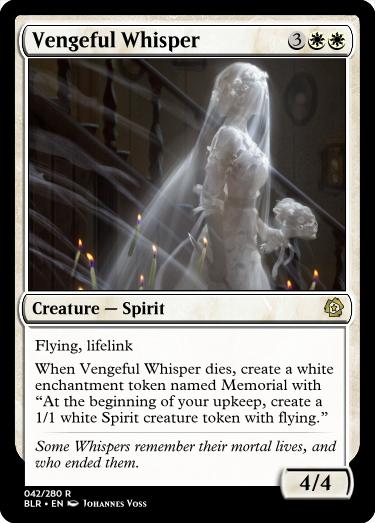 Vengeful Whisper 3
Creature — Spirit
Flying, lifelink
When Vengeful Whisper dies, create a white
enchantment token named Memorial with
“At the beginning of your upkeep, create a
1/1 white Spirit creature token with flying.”
Some Whispers remember their mortal lives, and
who ended them.
4/4
042/280 R
BLR • EN Johannes Voss